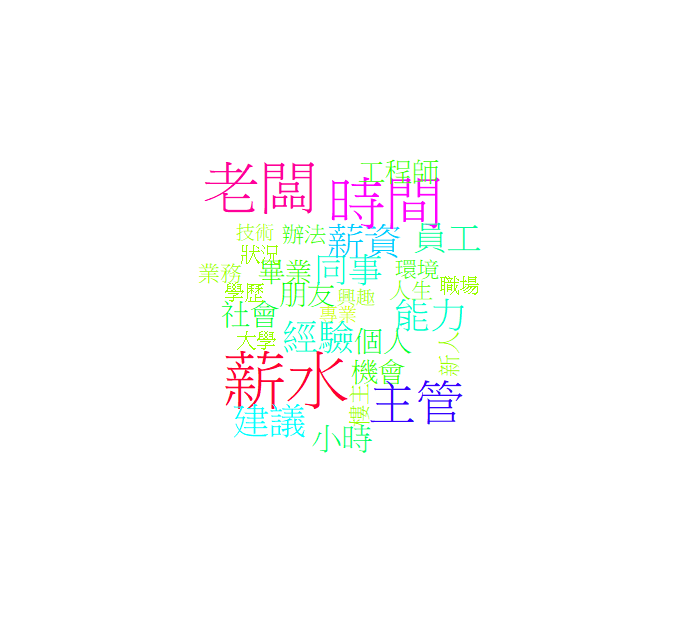 工程師
老闆
時間
技術
辦法
薪資
員工
狀況
業務
畢業
同事
環境
學歷
朋友
興趣
人生
職場
社會
專業
能力
大學
經驗
個人
新人
薪水
機會
樓主
主管
建議
小時